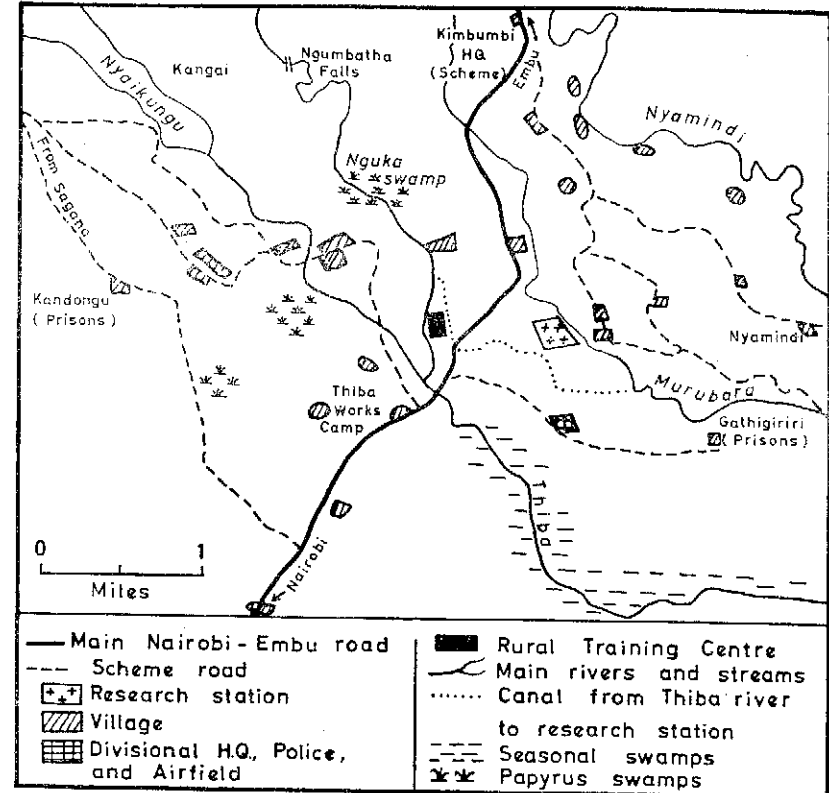 Kimbumbi
H.Q.
(Scheme)
Embu
Ngumbatha
Falls
Kangai
Nyaikungu
Nyamindi
From Sagana
Nguka
swamp
Kandongu
(Prisons)
Nyamindi
Thiba
Works
Camp
Murubara
Gathigiriri
(Prisons)
Thiba
Nairobi
0 1
Miles
Main Nairobi-Embu road
Scheme road
Research station
Village
Divisional H.Q., Police,
and Airfield
Rural Training Centre
Main rivers and streams
Canal from Thiba river
to research station
Seasonal swamps
Papyrus swamps